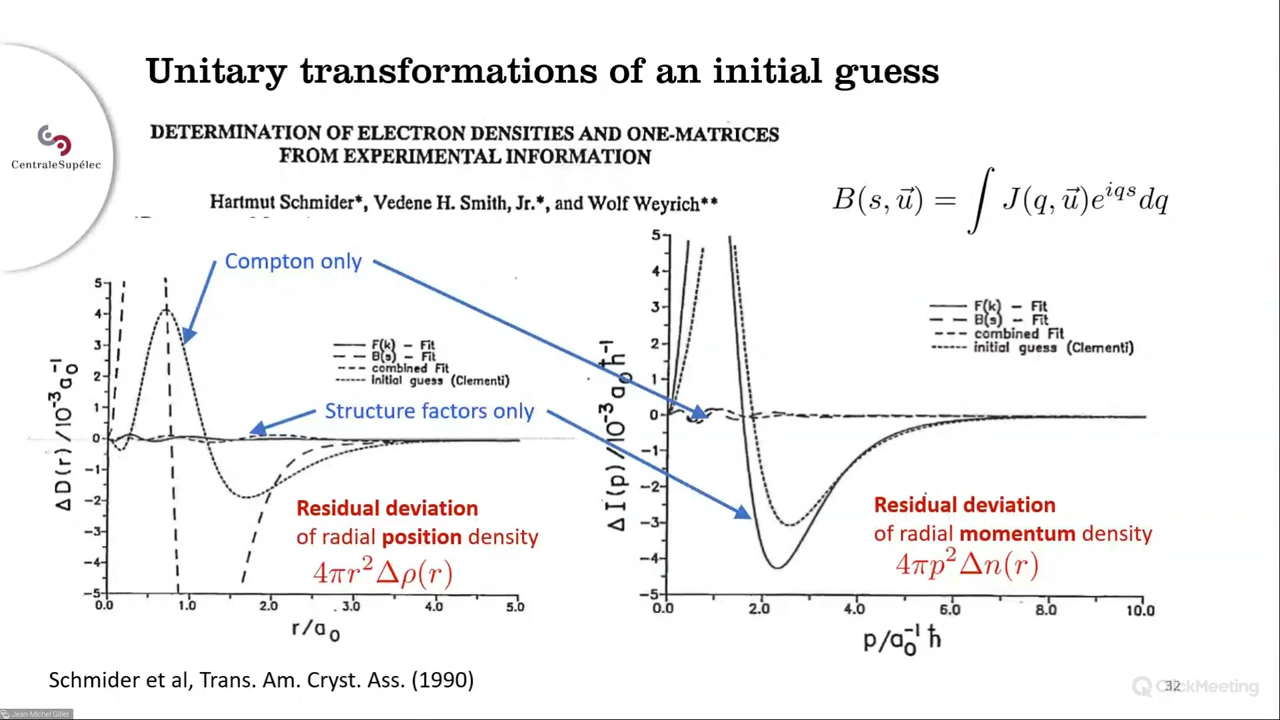 Unitary transformations of an initial guess
CentraleSupélec
DETERMINATION OF ELECTRON DENSITIES AND ONE-MATRICES
FROM EXPERIMENTAL INFORMATION
Hartmut Schmider*, Vedene H. Smith, Jr.*, and Wolf Weyrich**
B(s, u⃗) = ∫ J(q, u⃗)e^{iqs}dq
Compton only
Structure factors only
5
4
3
2
1
0
-1
-2
-3
-4
-5
Δ D(r) / 10⁻³ a₀⁻¹
F(k) – Fit
B(s) – Fit
combined Fit
initial guess (Clementi)
Residual deviation
of radial position density
4πr²Δρ(r)
0.0 1.0 2.0 3.0 4.0 5.0
r/a₀
5
4
3
2
1
0
-1
-2
-3
-4
-5
Δ I(p) / 10⁻³ a₀ ħ⁻¹
F(k) – Fit
B(s) – Fit
combined Fit
initial guess (Clementi)
Residual deviation
of radial momentum density
4πp²Δn(r)
0.0 2.0 4.0 6.0 8.0 10.0
p/a₀⁻¹ ħ
Schmider et al, Trans. Am. Cryst. Ass. (1990)
32
ClickMeeting
Jean Michel Gillet